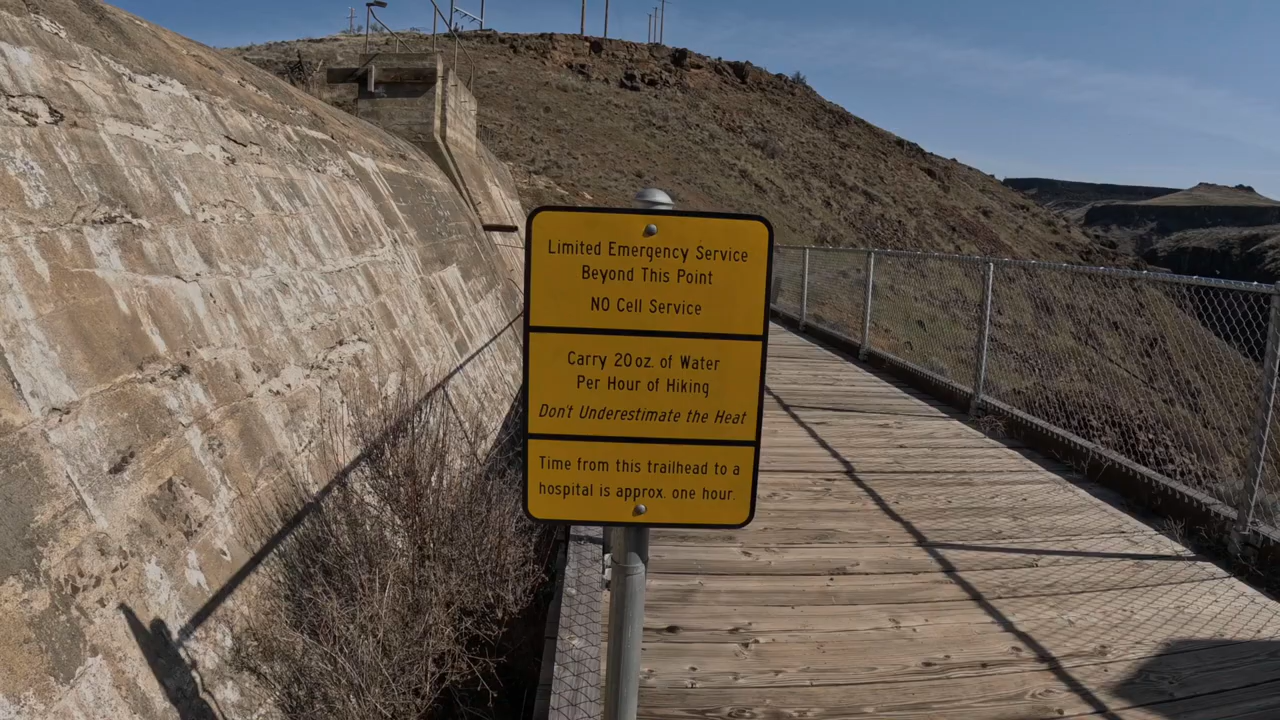 Limited Emergency Service
Beyond This Point
NO Cell Service
Carry 20oz. of Water
Per Hour of Hiking
Don't Underestimate the Heat
Time from this trailhead to a
hospital is approx. one hour.